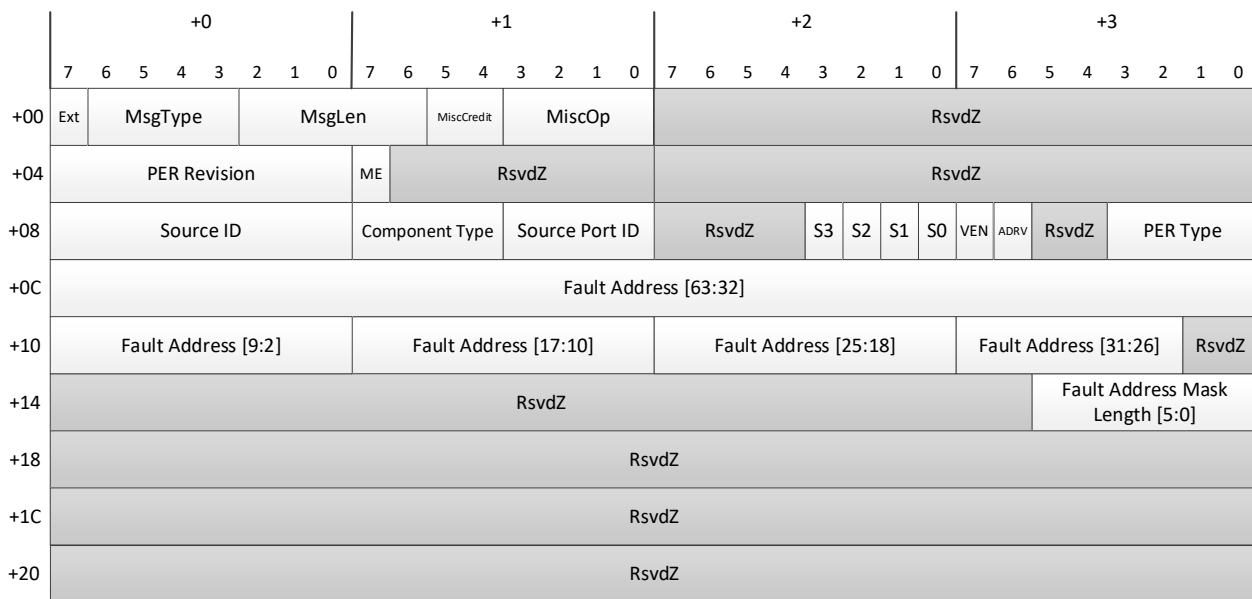 +0 +1 +2 +3
7 6 5 4 3 2 1 0 7 6 5 4 3 2 1 0 7 6 5 4 3 2 1 0 7 6 5 4 3 2 1 0
+00 Ext MsgType MsgLen MiscCredit MiscOp RsvdZ
+04 PER Revision ME RsvdZ RsvdZ
+08 Source ID Component Type Source Port ID RsvdZ S3 S2 S1 S0 VEN ADRV RsvdZ PER Type
+0C Fault Address [63:32]
+10 Fault Address [9:2] Fault Address [17:10] Fault Address [25:18] Fault Address [31:26] RsvdZ
+14 RsvdZ Fault Address Mask
Length [5:0]
+18 RsvdZ
+1C RsvdZ
+20 RsvdZ